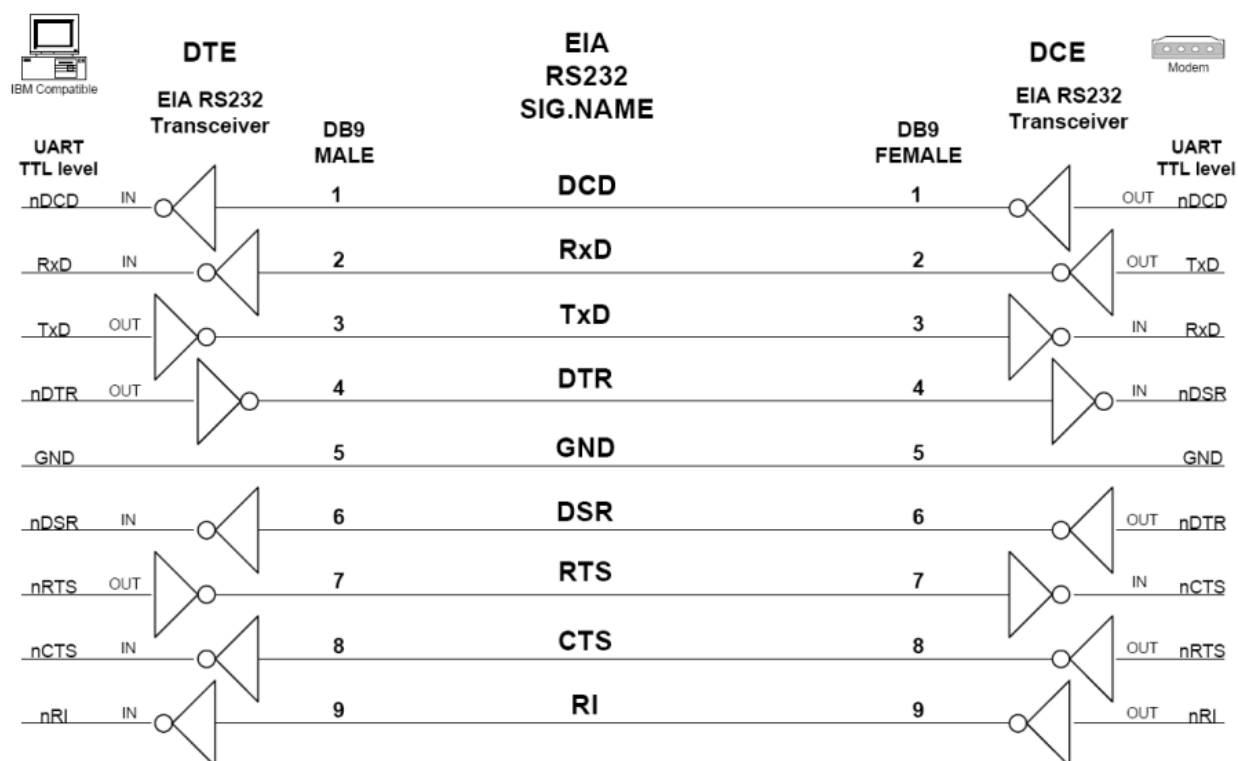 DTE
EIA
RS232
SIG.NAME
DCE
IBM Compatible
Modem
EIA RS232
Transceiver
EIA RS232
Transceiver
DB9
MALE
DB9
FEMALE
UART
TTL level
UART
TTL level
nDCD IN 1 DCD 1 OUT nDCD
RxD IN 2 RxD 2 OUT TxD
TxD OUT 3 TxD 3 IN RxD
nDTR OUT 4 DTR 4 IN nDSR
GND 5 GND 5 GND
nDSR IN 6 DSR 6 OUT nDTR
nRTS OUT 7 RTS 7 IN nCTS
nCTS IN 8 CTS 8 OUT nRTS
nRI IN 9 RI 9 OUT nRI